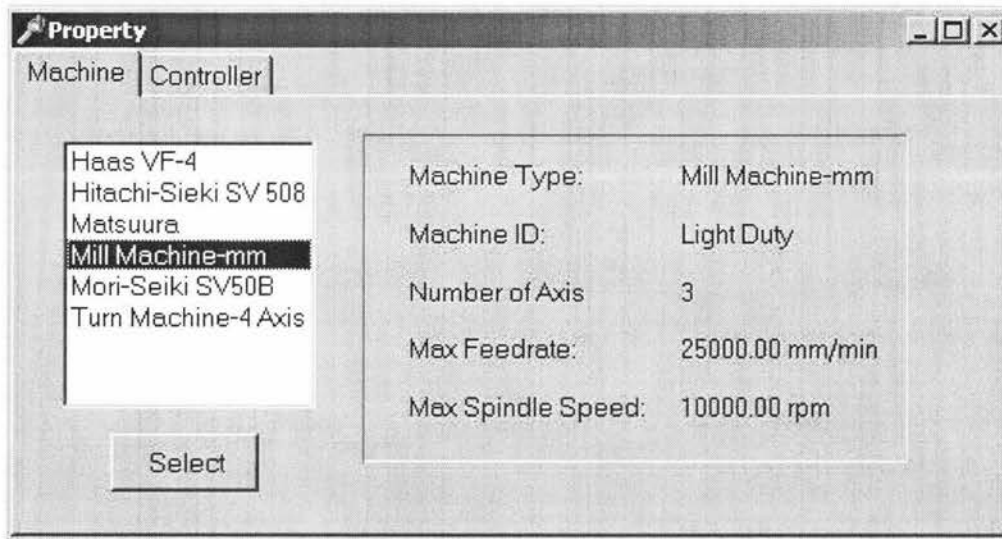 Property
Machine Controller
Haas VF-4
Hitachi-Sieki SV 508
Matsuura
Mill Machine-mm
Mori-Seiki SV50B
Turn Machine-4 Axis
Select
Machine Type: Mill Machine-mm
Machine ID: Light Duty
Number of Axis 3
Max Feedrate: 25000.00 mm/min
Max Spindle Speed: 10000.00 rpm